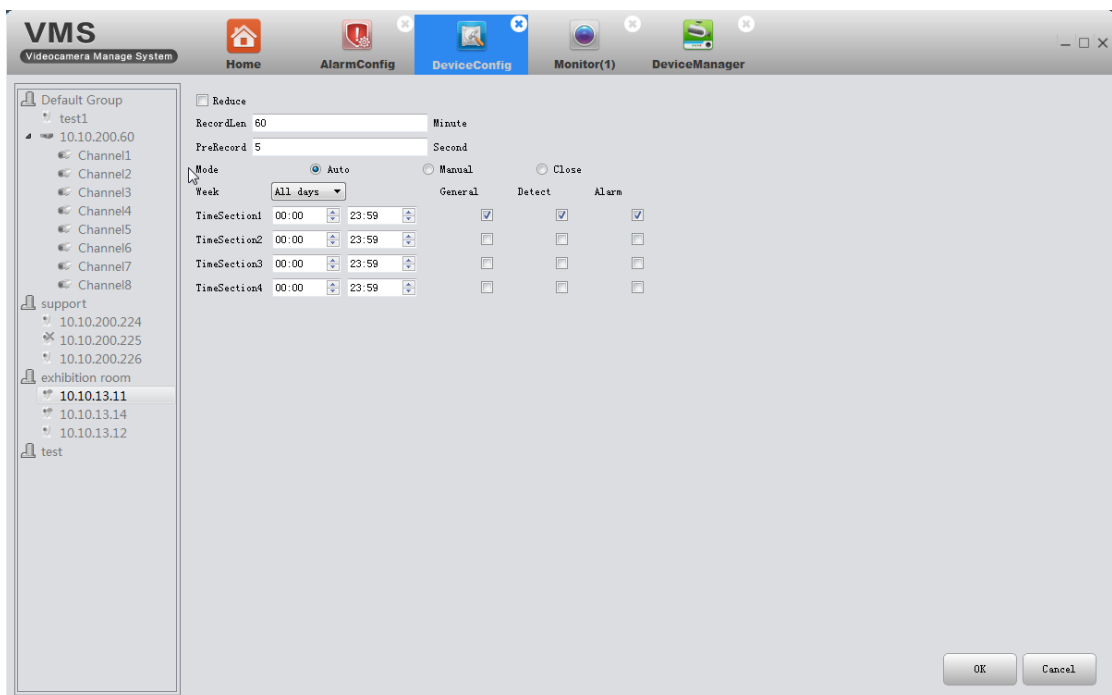 VMS
Videocamera Manage System
Home
AlarmConfig
DeviceConfig
Monitor(1)
DeviceManager
Default Group
test1
10.10.200.60
Channel1
Channel2
Channel3
Channel4
Channel5
Channel6
Channel7
Channel8
support
10.10.200.224
10.10.200.225
10.10.200.226
exhibition room
10.10.13.11
10.10.13.14
10.10.13.12
test
Reduce
RecordLen 60 Minute
PreRecord 5 Second
Mode Auto Manual Close
Week All days General Detect Alarm
TimeSection1 00:00 23:59
TimeSection2 00:00 23:59
TimeSection3 00:00 23:59
TimeSection4 00:00 23:59
OK Cancel